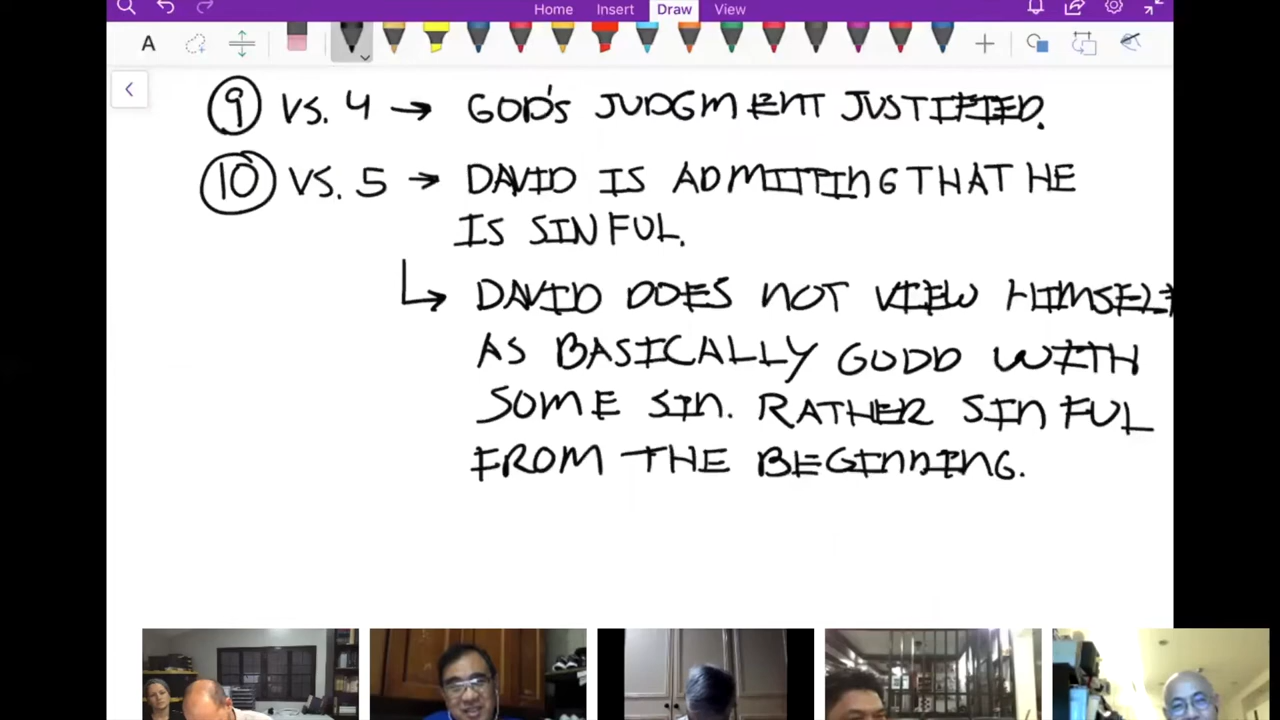 Home Insert Draw View
A
9 VS. 4 → GOD'S JUDGMENT JUSTIFIED.
10 VS. 5 → DAVID IS ADMITTING THAT HE
IS SINFUL.
↳ DAVID DOES NOT VIEW HIMSELF
AS BASICALLY GOOD WITH
SOME SIN. RATHER SINFUL
FROM THE BEGINNING.